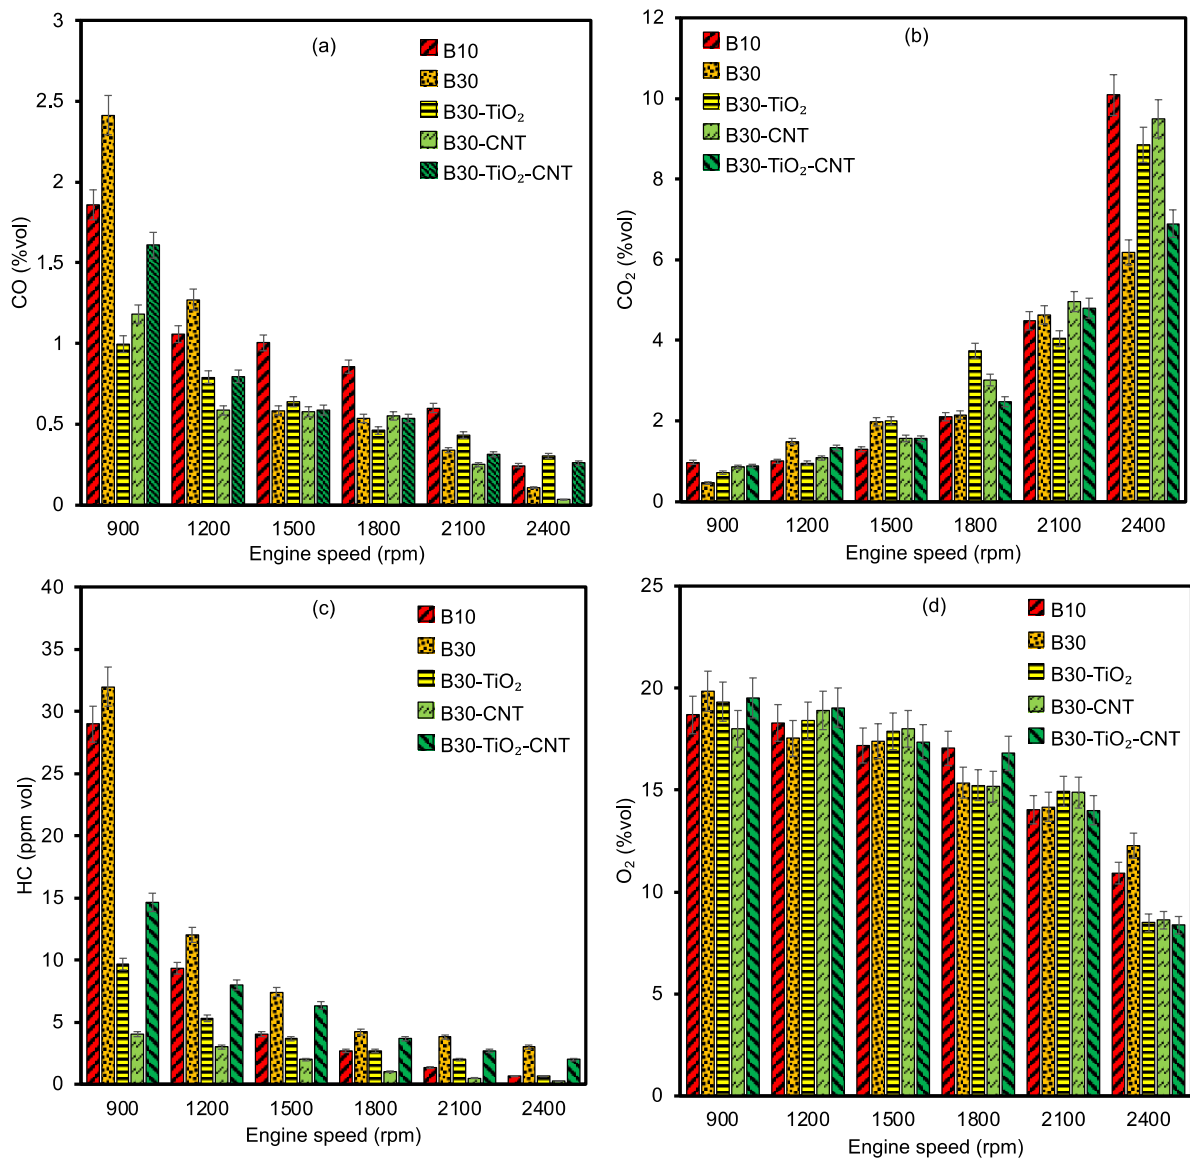 (a)
B10
B30
B30-TiO₂
B30-CNT
B30-TiO₂-CNT
3
2.5
2
1.5
1
0.5
0
CO (%vol)
900 1200 1500 1800 2100 2400
Engine speed (rpm)
(b)
B10
B30
B30-TiO₂
B30-CNT
B30-TiO₂-CNT
12
10
8
6
4
2
0
CO₂ (%vol)
900 1200 1500 1800 2100 2400
Engine speed (rpm)
(c)
B10
B30
B30-TiO₂
B30-CNT
B30-TiO₂-CNT
40
35
30
25
20
15
10
5
0
HC (ppm vol)
900 1200 1500 1800 2100 2400
Engine speed (rpm)
(d)
B10
B30
B30-TiO₂
B30-CNT
B30-TiO₂-CNT
25
20
15
10
5
0
O₂ (%vol)
900 1200 1500 1800 2100 2400
Engine speed (rpm)